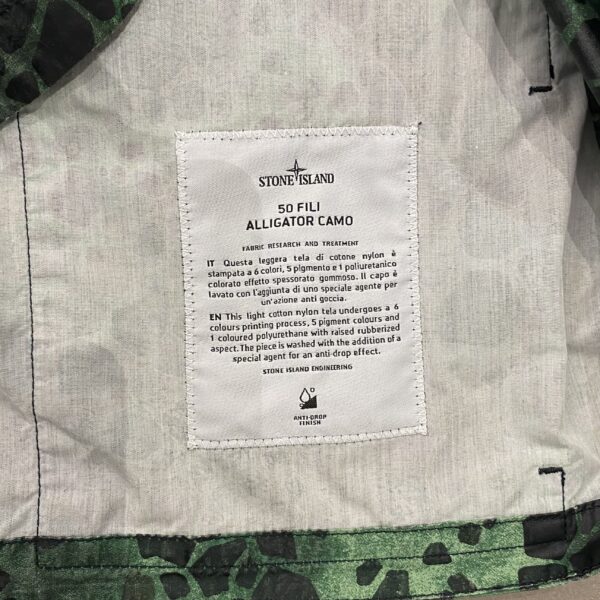 STONE ISLAND
50 FILI
ALLIGATOR CAMO
FABRIC RESEARCH AND TREATMENT
IT Questa leggera tela di cotone nylon è
stampata a 6 colori, 5 pigmento e 1 poliuretanico
colorato effetto spessorato gommoso. Il capo è
lavato con l'aggiunta di uno speciale agente per
un'azione anti goccia.
EN This light cotton nylon tela undergoes a 6
colours printing process, 5 pigment colours and
1 coloured polyurethane with raised rubberized
aspect. The piece is washed with the addition of a
special agent for an anti-drop effect.
STONE ISLAND ENGINEERING
ANTI-DROP
FINISH